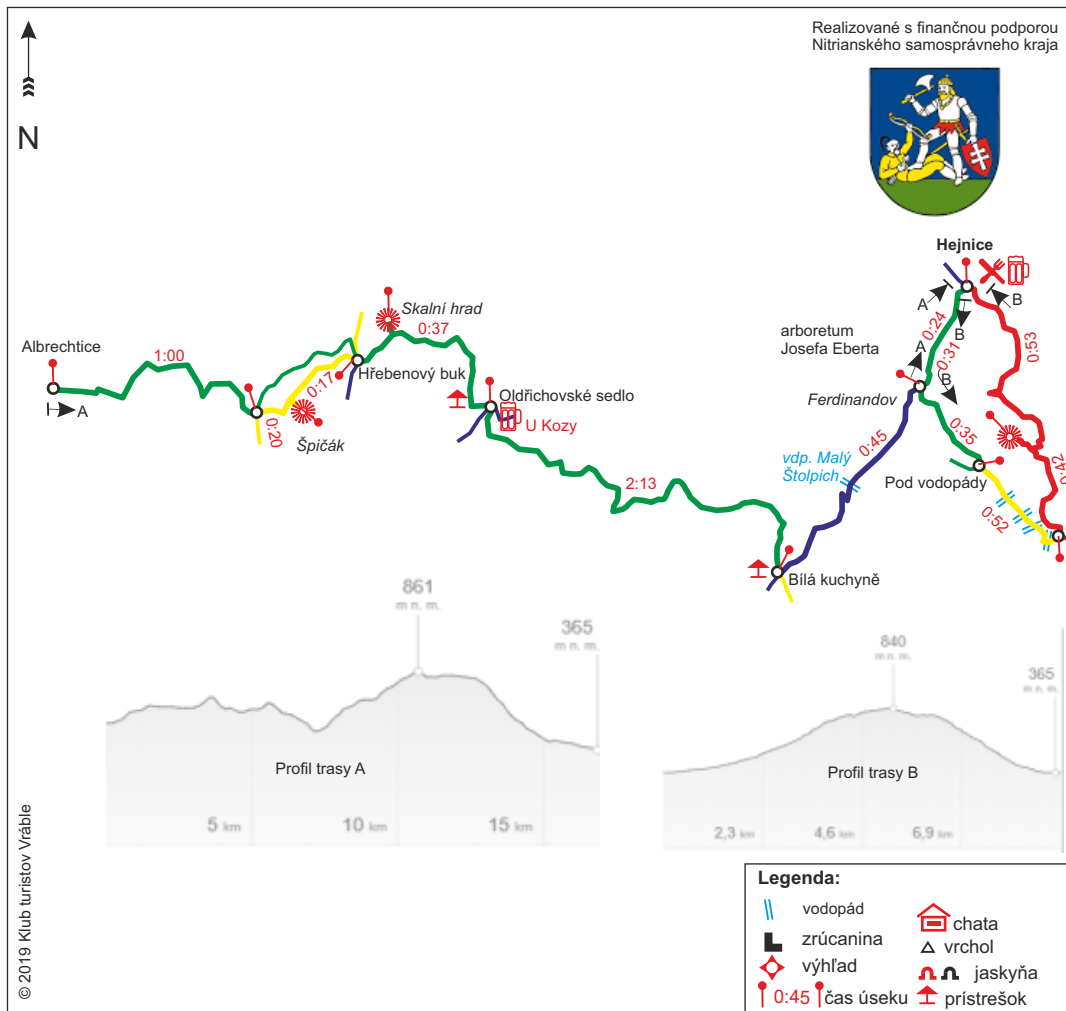 Realizované s finančnou podporou
Nitrianského samosprávneho kraja
N
Hejnice
A
B
B
Skalní hrad
0:37
0:24
0:53
arboretum
Josefa Eberta
A
0:31
B
Albrechtice
1:00
A
0:17
Hřebenový buk
Oldřichovské sedlo
U Kozy
Ferdinandov
0:20
Špičák
0:45
0:35
0:42
vdp. Malý
Štolpich
Pod vodopády
2:13
0:52
Bílá kuchyně
861
m n. m.
365
m n. m.
840
m n. m.
365
m n. m.
Profil trasy A
Profil trasy B
5 km
10 km
15 km
2,3 km
4,6 km
6,9 km
Legenda:
vodopád
chata
zrúcanina
vrchol
výhľad
jaskyňa
0:45 čas úseku
prístrešok
© 2019 Klub turistov Vráble